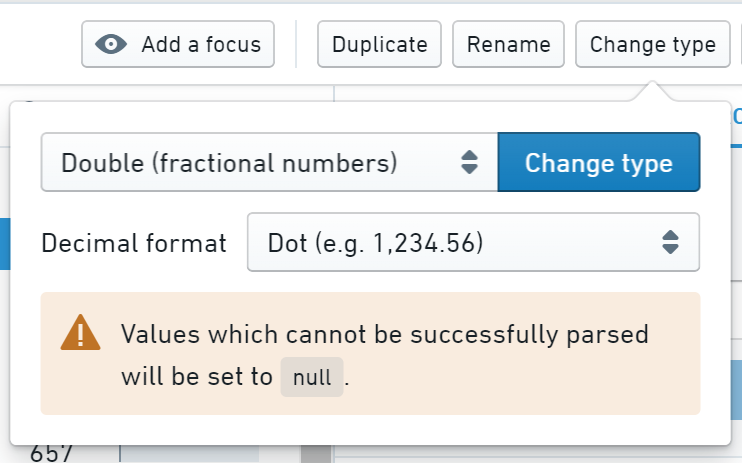 Add a focus
Duplicate
Rename
Change type
Double (fractional numbers)
Change type
Decimal format
Dot (e.g. 1,234.56)
Values which cannot be successfully parsed
will be set to null.
657